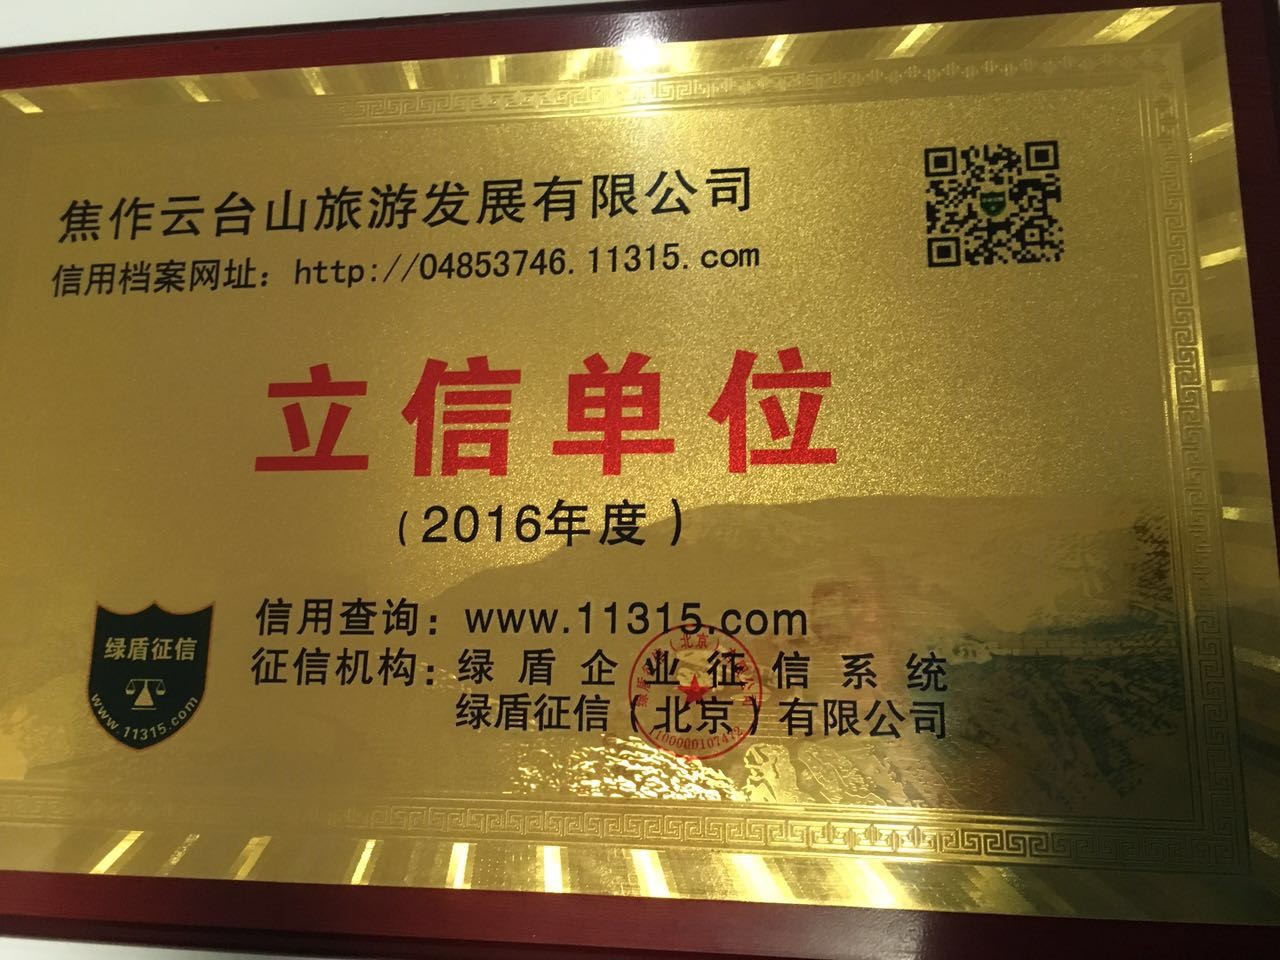 焦作云台山旅游发展有限公司
信用档案网址：http://04853746.11315.com
立信单位
（2016年度）
绿盾征信
www.11315.com
信用查询：www.11315.com
征信机构：绿盾企业征信系统
绿盾征信（北京）有限公司